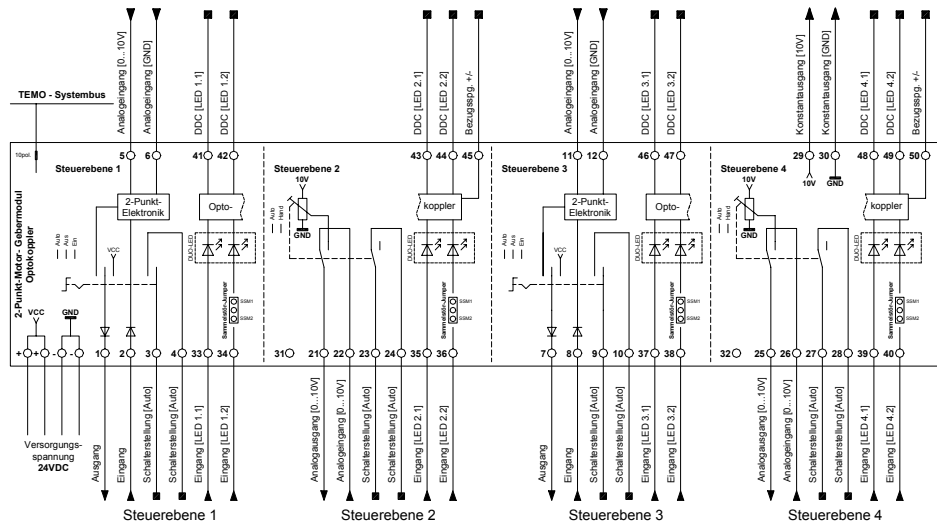 Analogeingang [0...10V]
Analogeingang [GND]
DDC [LED 1.1]
DDC [LED 1.2]
DDC [LED 2.1]
DDC [LED 2.2]
Bezugsspg. +/-
Analogeingang [0...10V]
Analogeingang [GND]
DDC [LED 3.1]
DDC [LED 3.2]
Konstantausgang [10V]
Konstantausgang [GND]
DDC [LED 4.1]
DDC [LED 4.2]
Bezugsspg. +/-
TEMO - Systembus
10pol.
5 6 41 42 43 44 45 11 12 46 47 29 30 48 49 50
Steuerebene 1
Steuerebene 2
Steuerebene 3
Steuerebene 4
2-Punkt-Motor- Gebermodul
Optokoppler
2-Punkt-
Elektronik
Opto-
10V
GND
koppler
2-Punkt-
Elektronik
Opto-
10V
GND
10V
GND
koppler
Auto
Aus
Ein
VCC
DUO-LED
Auto
Hand
DUO-LED
Auto
Aus
Ein
VCC
DUO-LED
Auto
Hand
DUO-LED
Sammelstör-Jumper
SSM1
SSM2
Sammelstör-Jumper
SSM1
SSM2
Sammelstör-Jumper
SSM1
SSM2
Sammelstör-Jumper
SSM1
SSM2
VCC
GND
+ + - - 1 2 3 4 33 34 31 21 22 23 24 35 36 7 8 9 10 37 38 32 25 26 27 28 39 40
Versorgungs-
spannung
24VDC
Ausgang
Eingang
Schalterstellung [Auto]
Schalterstellung [Auto]
Eingang [LED 1.1]
Eingang [LED 1.2]
Analogausgang [0...10V]
Analogeingang [0...10V]
Schalterstellung [Auto]
Schalterstellung [Auto]
Eingang [LED 2.1]
Eingang [LED 2.2]
Ausgang
Eingang
Schalterstellung [Auto]
Schalterstellung [Auto]
Eingang [LED 3.1]
Eingang [LED 3.2]
Analogausgang [0...10V]
Analogeingang [0...10V]
Schalterstellung [Auto]
Schalterstellung [Auto]
Eingang [LED 4.1]
Eingang [LED 4.2]
Steuerebene 1
Steuerebene 2
Steuerebene 3
Steuerebene 4